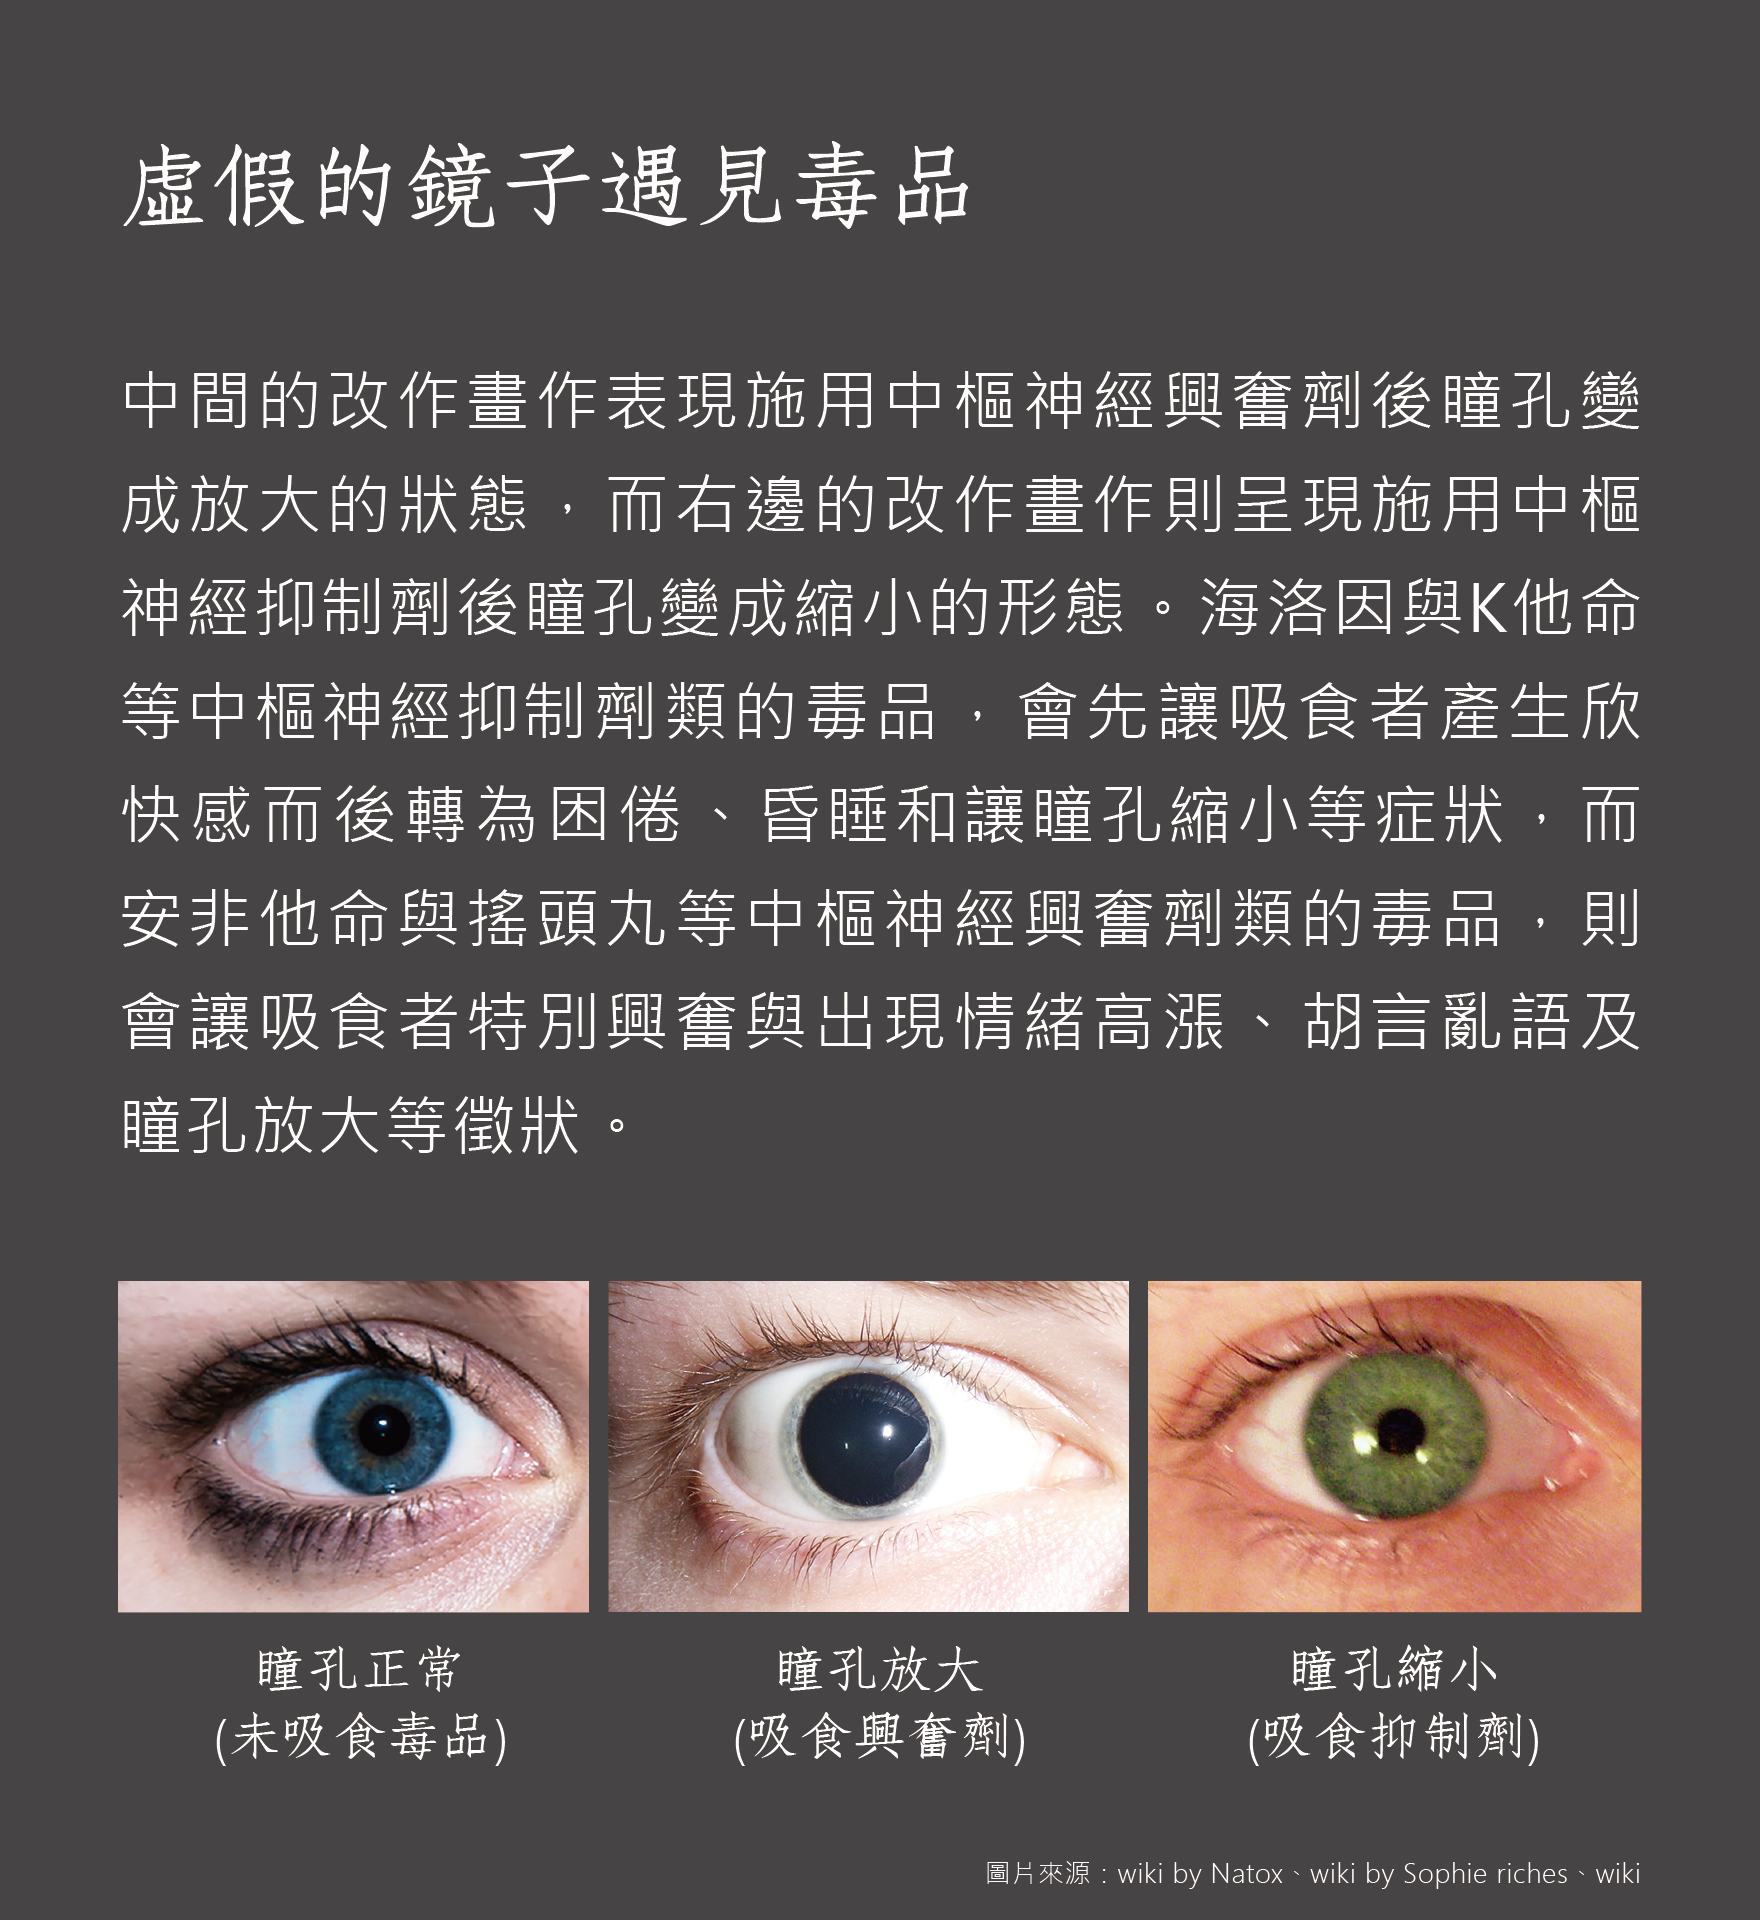 虛假的鏡子遇見毒品
中間的改作畫作表現施用中樞神經興奮劑後瞳孔變
成放大的狀態，而右邊的改作畫作則呈現施用中樞
神經抑制劑後瞳孔變成縮小的形態。海洛因與K他命
等中樞神經抑制劑類的毒品，會先讓吸食者產生欣
快感而後轉為困倦、昏睡和讓瞳孔縮小等症狀，而
安非他命與搖頭丸等中樞神經興奮劑類的毒品，則
會讓吸食者特別興奮與出現情緒高漲、胡言亂語及
瞳孔放大等徵狀。
瞳孔正常
(未吸食毒品)
瞳孔放大
(吸食興奮劑)
瞳孔縮小
(吸食抑制劑)
圖片來源：wiki by Natox、wiki by Sophie riches、wiki